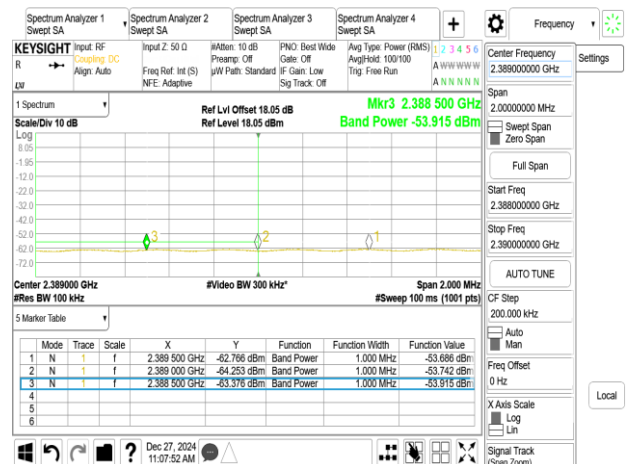 Spectrum Analyzer 1
Swept SA
Spectrum Analyzer 2
Swept SA
Spectrum Analyzer 3
Swept SA
Spectrum Analyzer 4
Swept SA
+
Frequency
KEYSIGHT
R
Input: RF
Coupling: DC
Align: Auto
Input Z: 50 Ω
Freq Ref: Int (S)
NFE: Adaptive
#Atten: 10 dB
Preamp: Off
µW Path: Standard
PNO: Best Wide
Gate: Off
IF Gain: Low
Sig Track: Off
Avg Type: Power (RMS)
Avg|Hold: 100/100
Trig: Free Run
1 2 3 4 5 6
A W W W W W
A N N N N N
LXI
1 Spectrum
Scale/Div 10 dB
Ref Lvl Offset 18.05 dB
Ref Level 18.05 dBm
Mkr3 2.388 500 GHz
Band Power -53.915 dBm
Log
8.05
-1.95
-12.0
-22.0
-32.0
-42.0
-52.0
-62.0
-72.0
3
2
1
Center 2.389000 GHz
#Res BW 100 kHz
#Video BW 300 kHz*
Span 2.000 MHz
#Sweep 100 ms (1001 pts)
5 Marker Table
Mode Trace Scale X Y Function Function Width Function Value
1 N 1 f 2.389 500 GHz -62.766 dBm Band Power 1.000 MHz -53.686 dBm
2 N 1 f 2.389 000 GHz -64.253 dBm Band Power 1.000 MHz -53.742 dBm
3 N 1 f 2.388 500 GHz -63.376 dBm Band Power 1.000 MHz -53.915 dBm
4
5
6
?
Dec 27, 2024
11:07:52 AM
Center Frequency
2.389000000 GHz
Settings
Span
2.00000000 MHz
Swept Span
Zero Span
Full Span
Start Freq
2.388000000 GHz
Stop Freq
2.390000000 GHz
AUTO TUNE
CF Step
200.000 kHz
Auto
Man
Freq Offset
0 Hz
X Axis Scale
Log
Lin
Local
Signal Track
(Span Zoom)